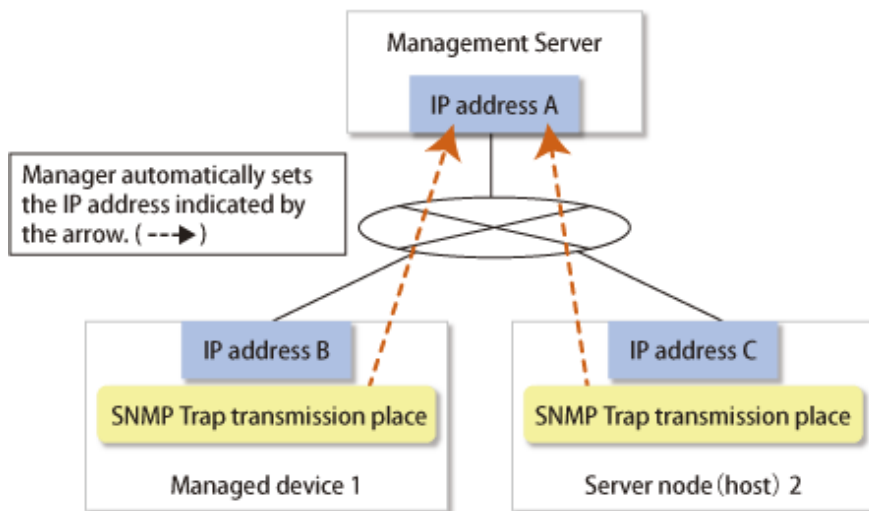 Management Server
IP address A
Manager automatically sets
the IP address indicated by
the arrow. ( ---► )
IP address B
IP address C
SNMP Trap transmission place
SNMP Trap transmission place
Managed device 1
Server node (host) 2